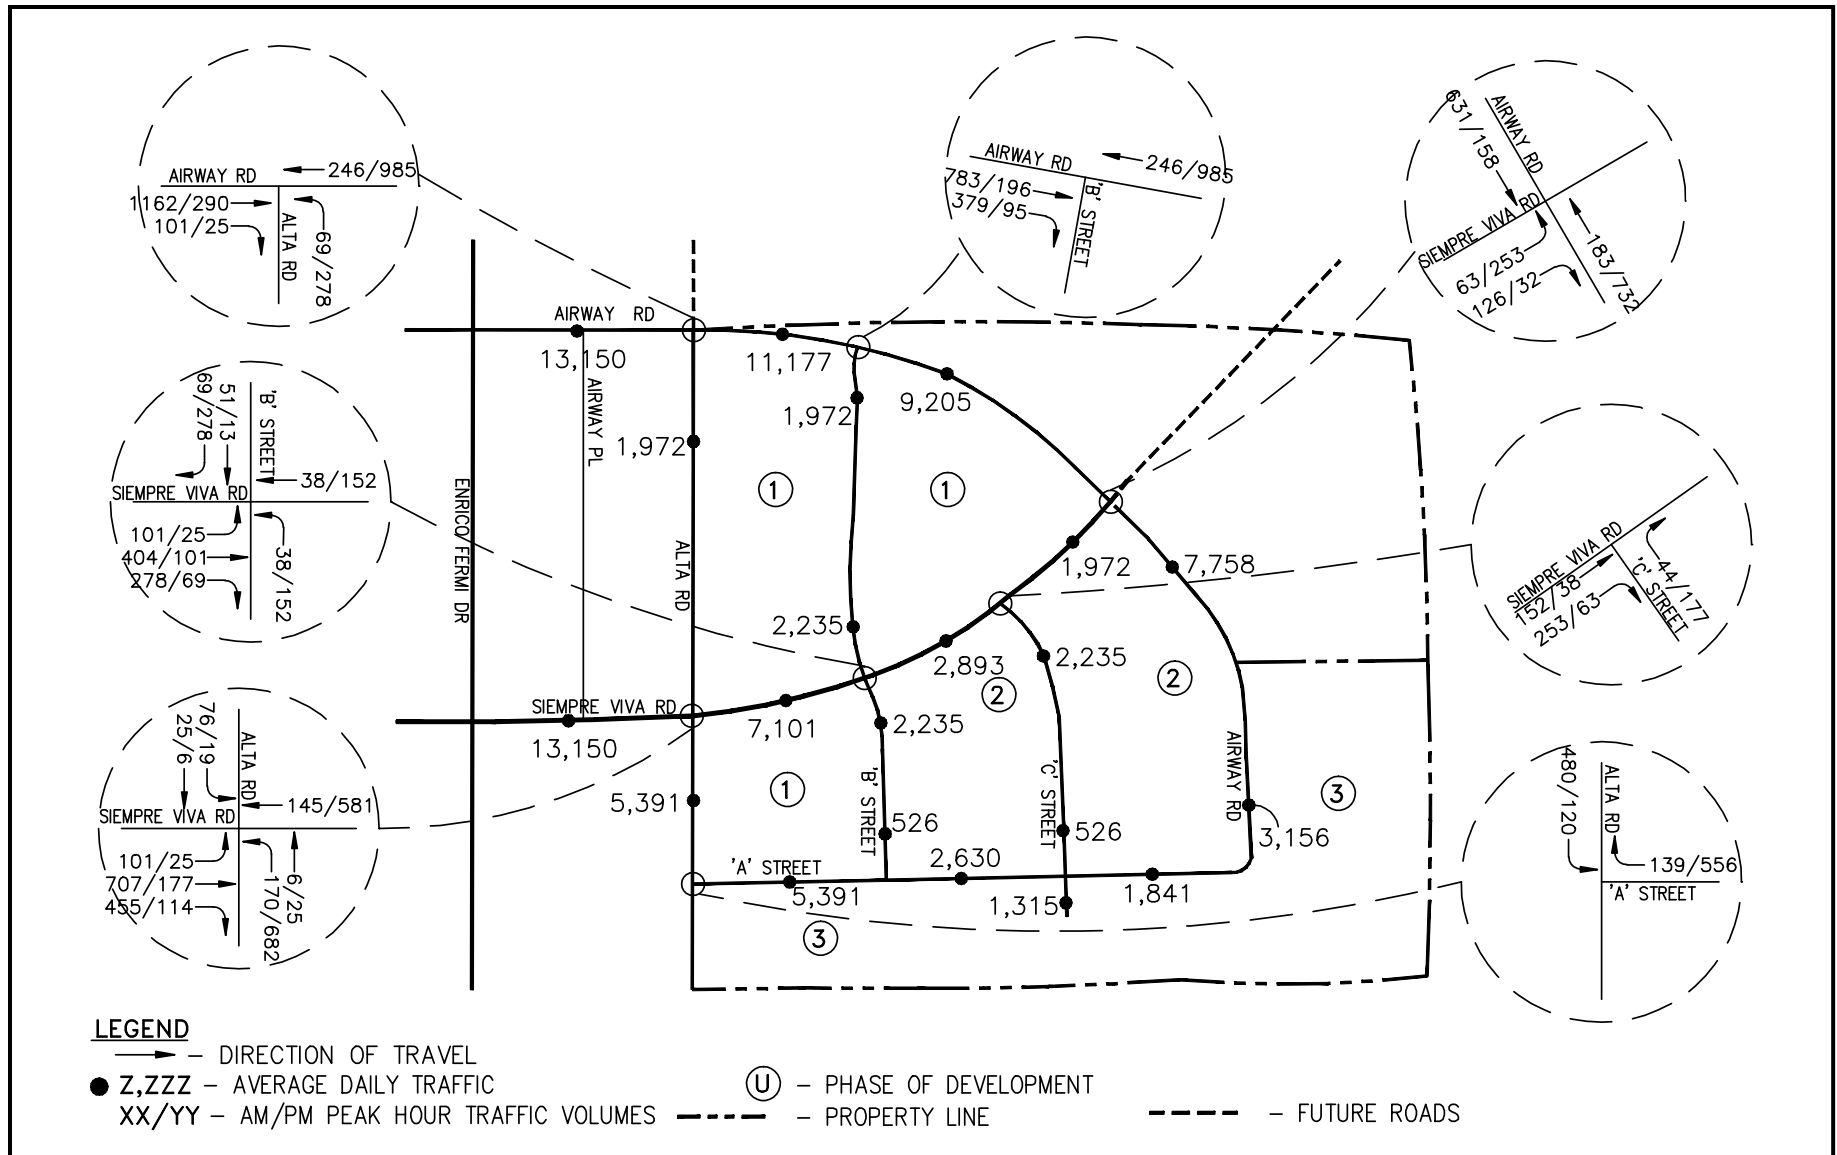 AIRWAY RD
246/985
1162/290
101/25
ALTA RD
69/278
AIRWAY RD
246/985
783/196
379/95
'B' STREET
631/158
AIRWAY RD
SIEMPRE VIVA RD
63/253
126/32
183/732
AIRWAY RD
13,150
11,177
AIRWAY PL
1,972
9,205
1,972
69/278
51/13
'B' STREET
38/152
SIEMPRE VIVA RD
101/25
404/101
278/69
38/152
ENRICO FERMI DR
1
1
ALTA RD
1,972
7,758
SIEMPRE VIVA RD
152/38
253/63
'C' STREET
44/177
2,235
2,893
2,235
2
2
SIEMPRE VIVA RD
13,150
7,101
2,235
76/19
25/6
ALTA RD
145/581
SIEMPRE VIVA RD
101/25
707/177
455/114
6/25
170/682
5,391
1
'B' STREET
526
'C' STREET
526
AIRWAY RD
3,156
3
480/120
ALTA RD
139/556
'A' STREET
'A' STREET
5,391
2,630
1,315
1,841
3
LEGEND
– DIRECTION OF TRAVEL
Z,ZZZ – AVERAGE DAILY TRAFFIC
XX/YY – AM/PM PEAK HOUR TRAFFIC VOLUMES
U – PHASE OF DEVELOPMENT
– PROPERTY LINE
– FUTURE ROADS